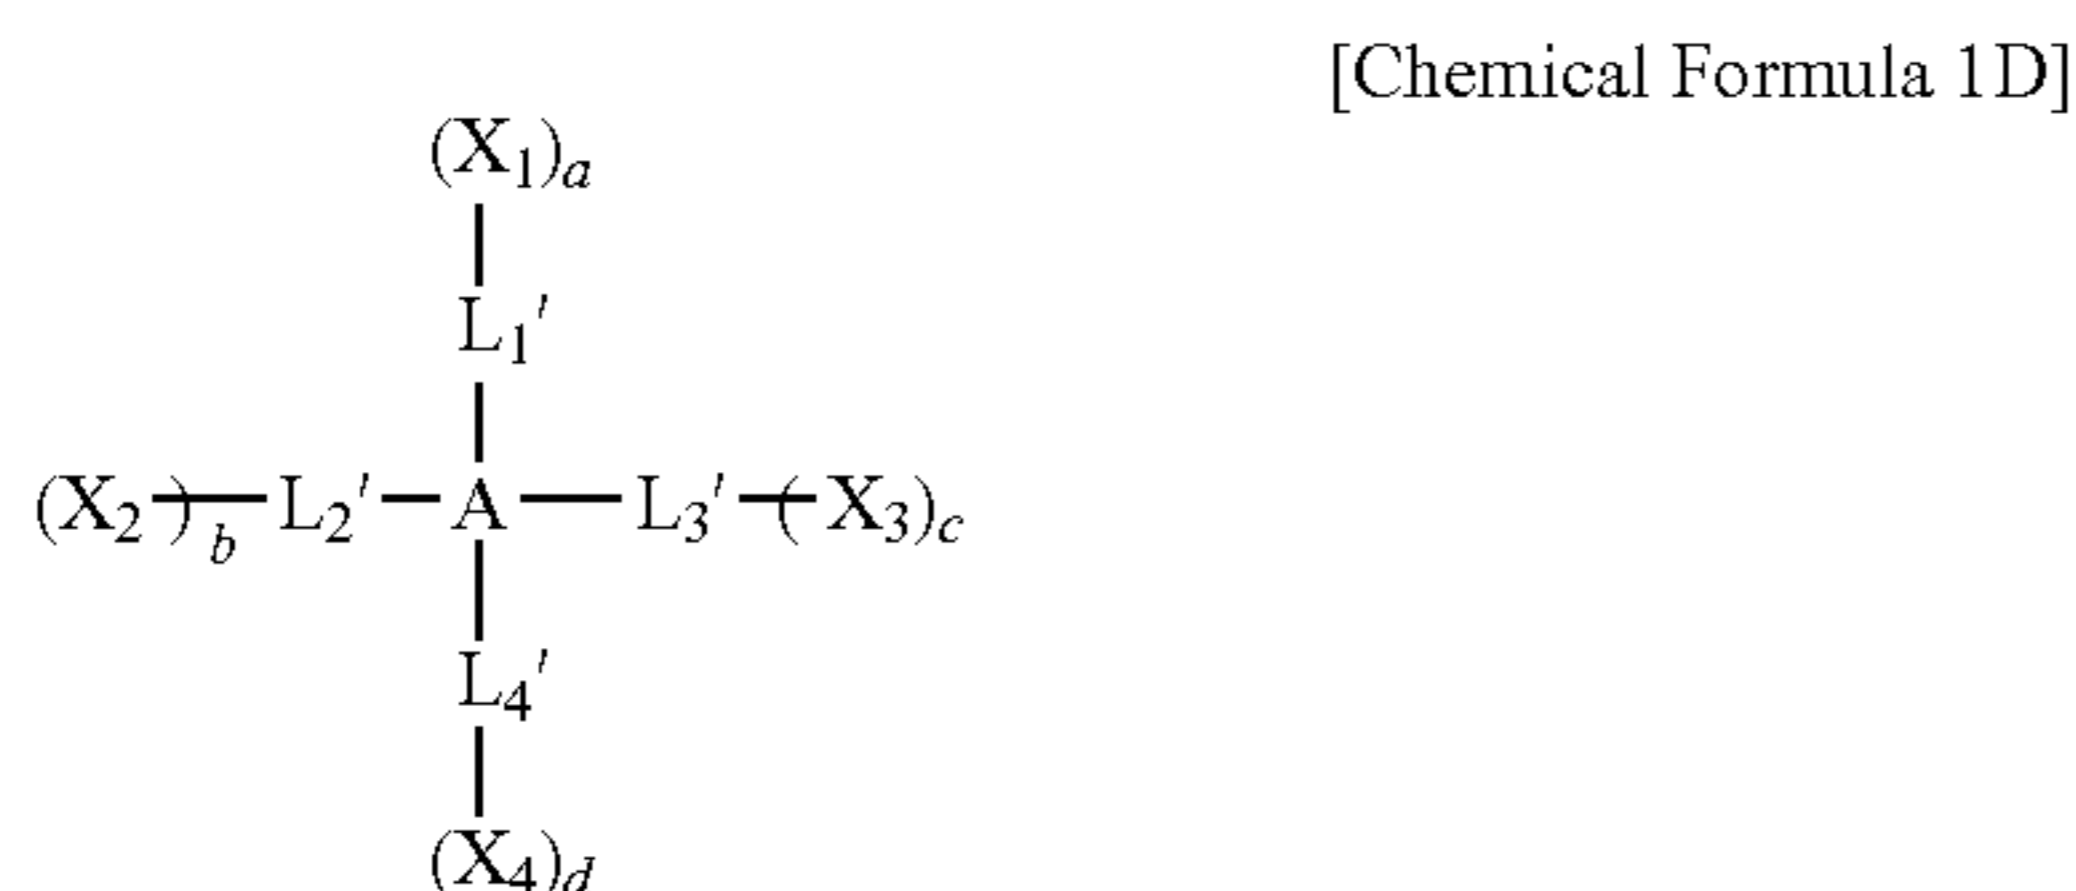 [Chemical Formula 1D]
(X₁)ₐ
L₁′
(X₂)b L₂′ A L₃′ (X₃)c
L₄′
(X₄)d